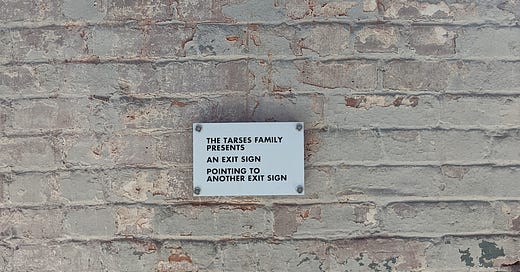 THE TARSES FAMILY
PRESENTS
AN EXIT SIGN
POINTING TO
ANOTHER EXIT SIGN